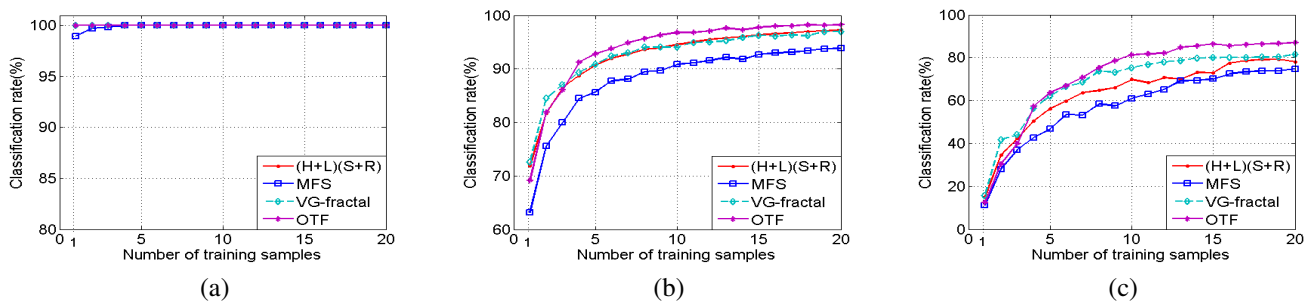 Classification rate(%)
100
95
90
85
80
0 1 5 10 15 20
Number of training samples
(H+L)(S+R)
MFS
VG-fractal
OTF
(a)
Classification rate(%)
100
90
80
70
60
0 1 5 10 15 20
Number of training samples
(H+L)(S+R)
MFS
VG-fractal
OTF
(b)
Classification rate(%)
100
80
60
40
20
0
0 1 5 10 15 20
Number of training samples
(H+L)(S+R)
MFS
VG-fractal
OTF
(c)